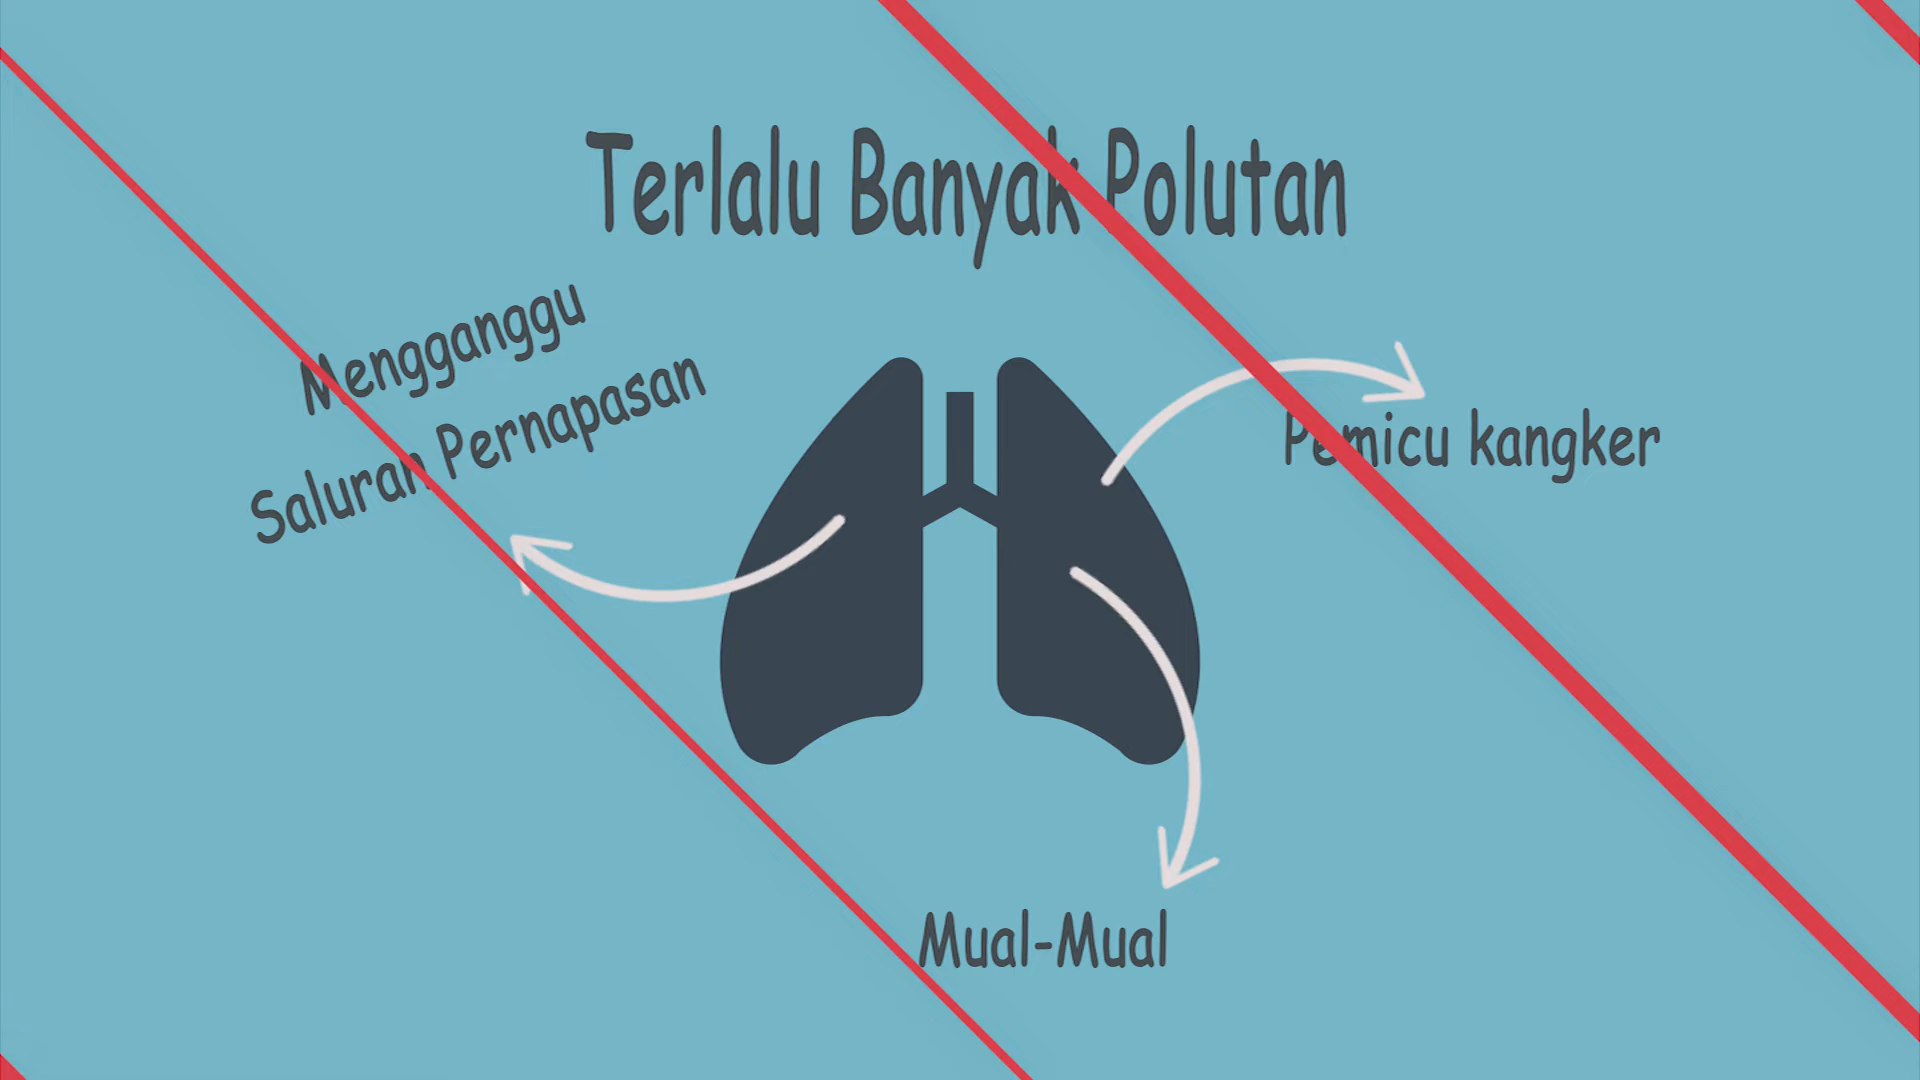 Terlalu Banyak Polutan
Mengganggu
Saluran Pernapasan
Pemicu kangker
Mual-Mual